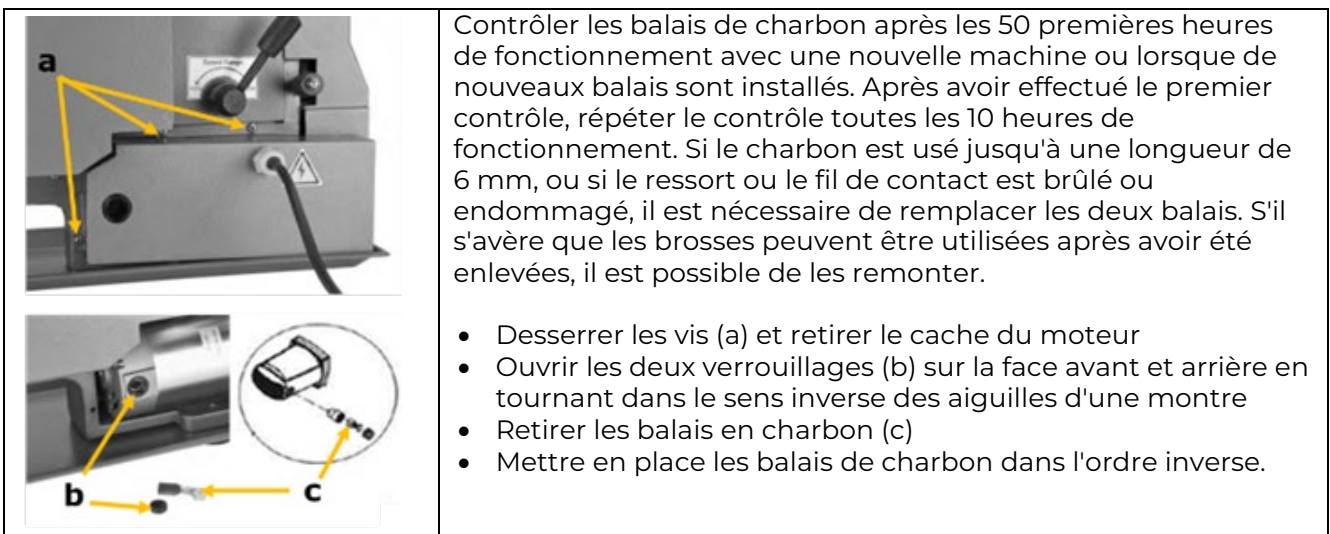 a
Contrôler les balais de charbon après les 50 premières heures
de fonctionnement avec une nouvelle machine ou lorsque de
nouveaux balais sont installés. Après avoir effectué le premier
contrôle, répéter le contrôle toutes les 10 heures de
fonctionnement. Si le charbon est usé jusqu'à une longueur de
6 mm, ou si le ressort ou le fil de contact est brûlé ou
endommagé, il est nécessaire de remplacer les deux balais. S'il
s'avère que les brosses peuvent être utilisées après avoir été
enlevées, il est possible de les remonter.
b
c
• Desserrer les vis (a) et retirer le cache du moteur
• Ouvrir les deux verrouillages (b) sur la face avant et arrière en
tournant dans le sens inverse des aiguilles d'une montre
• Retirer les balais en charbon (c)
• Mettre en place les balais de charbon dans l'ordre inverse.